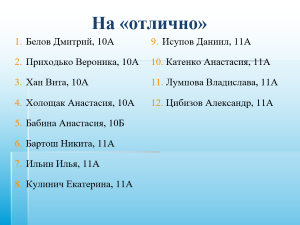 На «отлично»
1. Белов Дмитрий, 10А
2. Приходько Вероника, 10А
3. Хан Вита, 10А
4. Холощак Анастасия, 10А
5. Бабина Анастасия, 10Б
6. Бартош Никита, 11А
7. Ильин Илья, 11А
8. Кулинич Екатерина, 11А
9. Исупов Даниил, 11А
10. Катенко Анастасия, 11А
11. Лумпова Владислава, 11А
12. Цибизов Александр, 11А